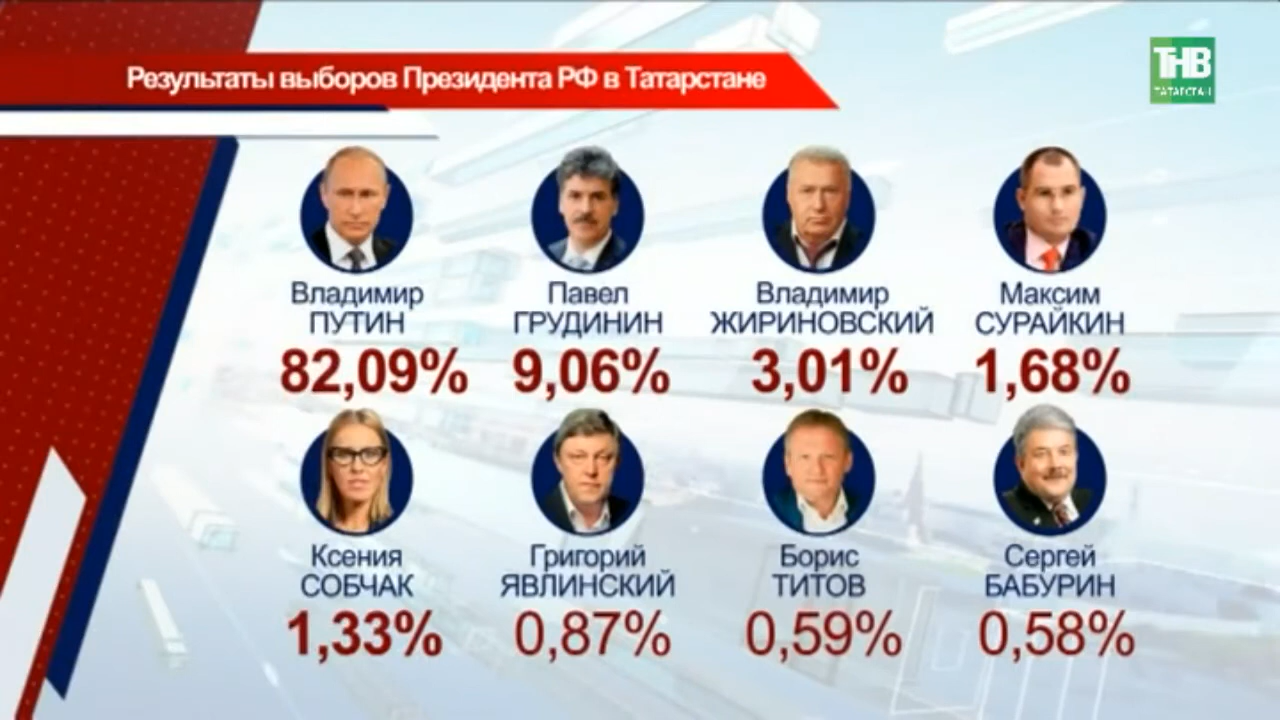 Результаты выборов Президента РФ в Татарстане
ТНВ
ТАТАРСТАН
Владимир
ПУТИН
82,09%
Павел
ГРУДИНИН
9,06%
Владимир
ЖИРИНОВСКИЙ
3,01%
Максим
СУРАЙКИН
1,68%
Ксения
СОБЧАК
1,33%
Григорий
ЯВЛИНСКИЙ
0,87%
Борис
ТИТОВ
0,59%
Сергей
БАБУРИН
0,58%